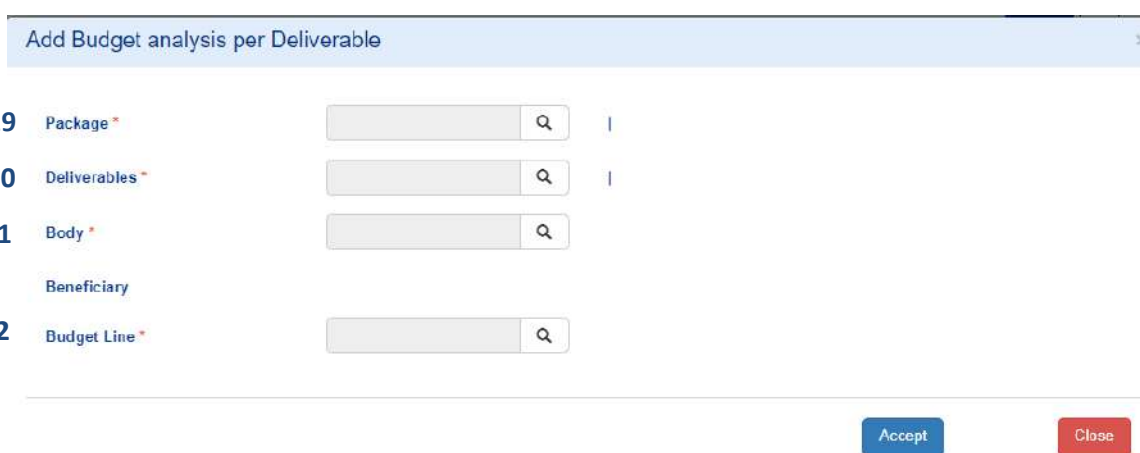 Add Budget analysis per Deliverable
9 Package * |
0 Deliverables * |
1 Body *
Beneficiary
2 Budget Line *
Accept Close